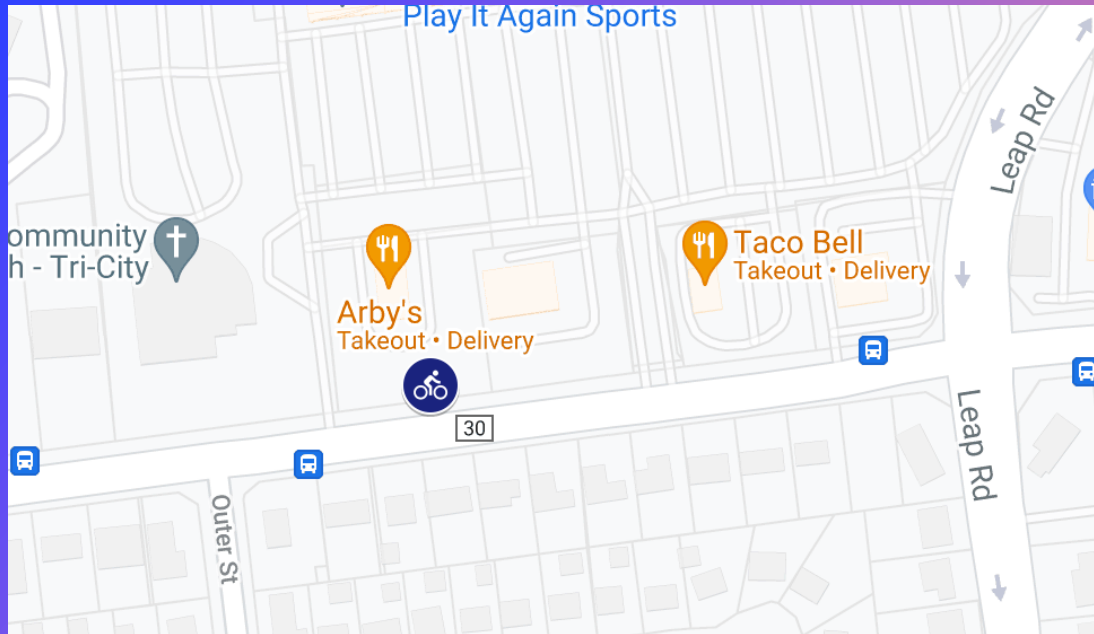 Play It Again Sports
Leap Rd
ommunity
h - Tri-City
Taco Bell
Takeout • Delivery
Arby's
Takeout • Delivery
30
Leap Rd
Outer St